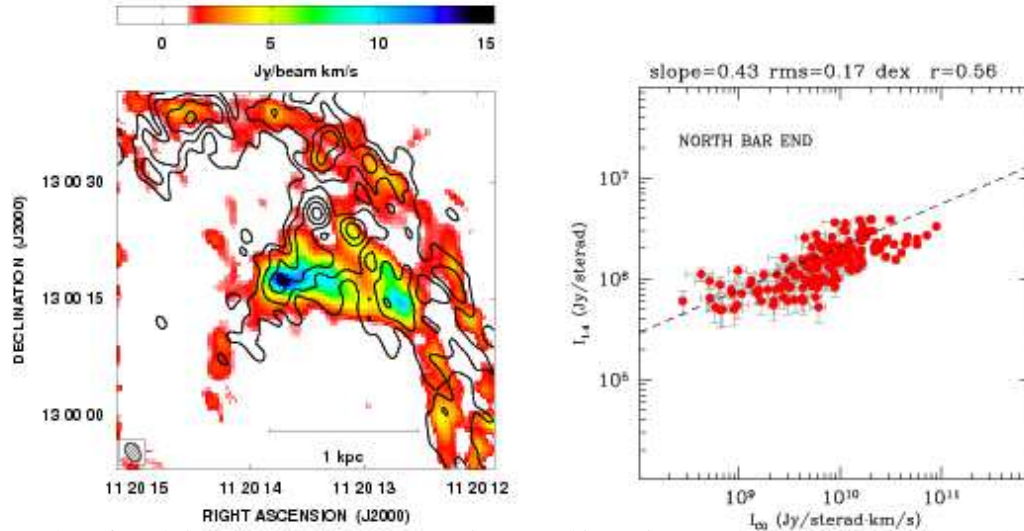 0 5 10 15
Jy/beam km/s
13 00 30
13 00 15
13 00 00
DECLINATION (J2000)
1 kpc
11 20 15 11 20 14 11 20 13 11 20 12
RIGHT ASCENSION (J2000)
slope=0.43 rms=0.17 dex r=0.56
NORTH BAR END
10⁷
10⁶
10⁵
I₁.₄ (Jy/sterad)
10⁹ 10¹⁰ 10¹¹
I_CO (Jy/sterad·km/s)